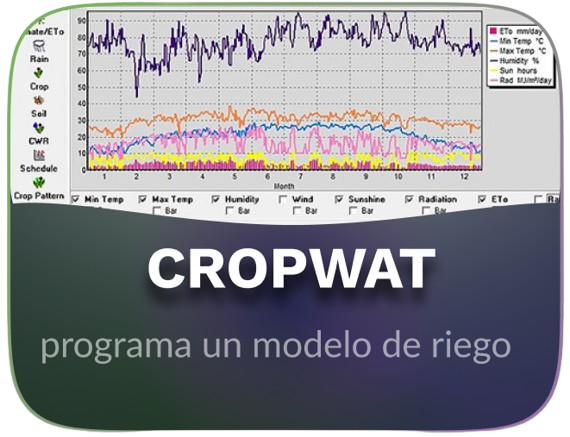 90
80
70
60
50
40
30
20
10
0
1 2 3 4 5 6 7 8 9 10 11 12
Month
ETo mm/day
Min Temp °C
Max Temp °C
Humidity %
Sun hours
Rad MJ/m²/day
ate/ETo
Rain
Crop
Soil
CWR
Schedule
Crop Pattern
Min Temp Max Temp Humidity Wind Sunshine Radiation ETo Ra
Bar Bar Bar Bar Bar Bar
CROPWAT
programa un modelo de riego